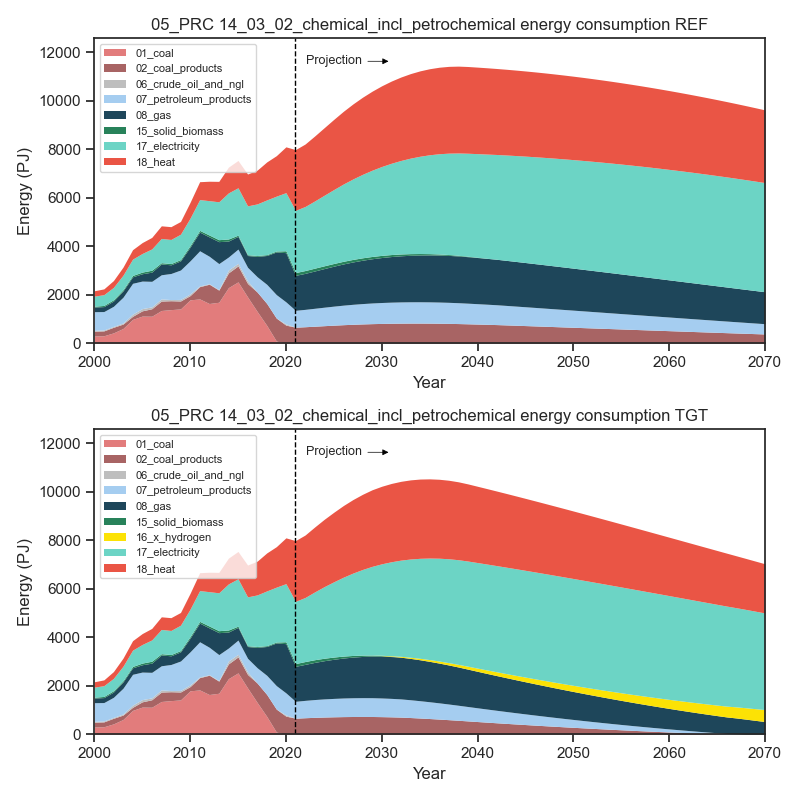 05_PRC 14_03_02_chemical_incl_petrochemical energy consumption REF
Energy (PJ)
12000
10000
8000
6000
4000
2000
0
01_coal
02_coal_products
06_crude_oil_and_ngl
07_petroleum_products
08_gas
15_solid_biomass
17_electricity
18_heat
Projection
2000 2010 2020 2030 2040 2050 2060 2070
Year
05_PRC 14_03_02_chemical_incl_petrochemical energy consumption TGT
Energy (PJ)
12000
10000
8000
6000
4000
2000
0
01_coal
02_coal_products
06_crude_oil_and_ngl
07_petroleum_products
08_gas
15_solid_biomass
16_x_hydrogen
17_electricity
18_heat
Projection
2000 2010 2020 2030 2040 2050 2060 2070
Year